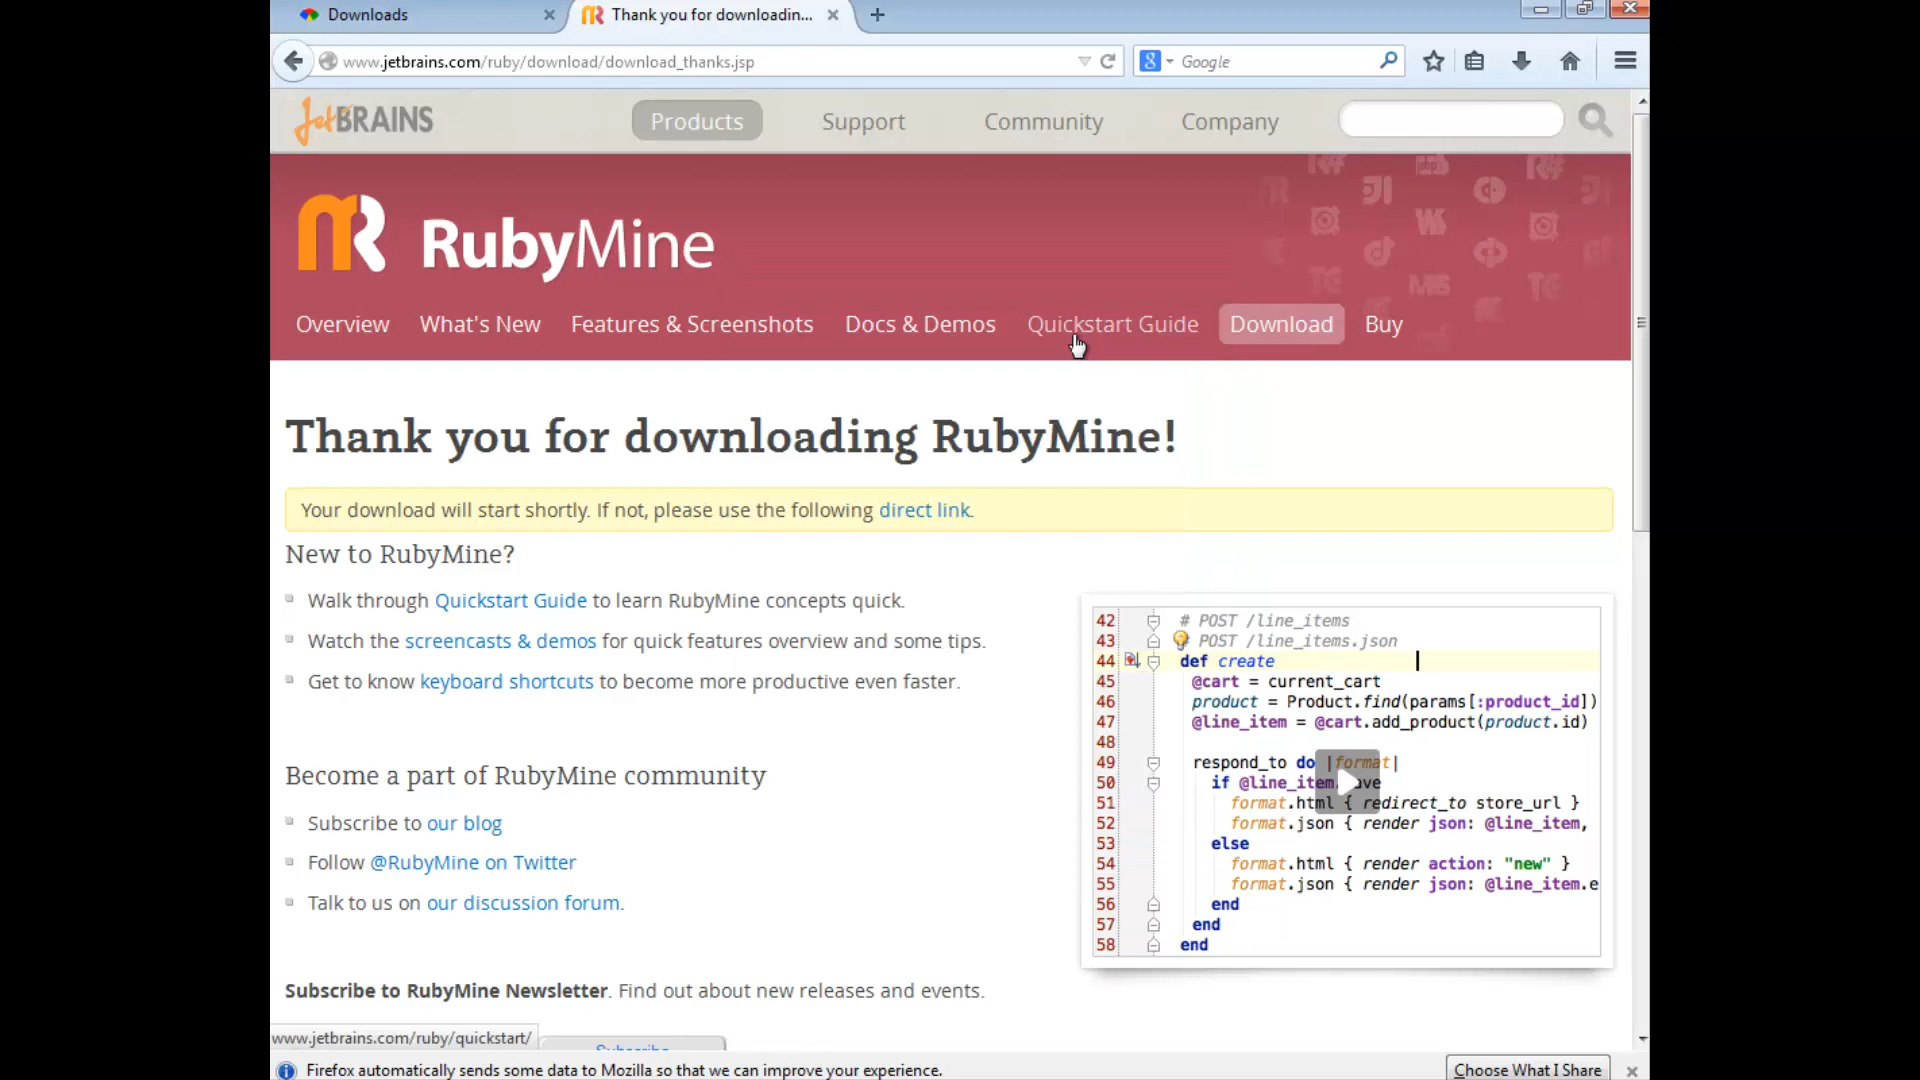 Downloads
Thank you for downloadin...
www.jetbrains.com/ruby/download/download_thanks.jsp
Google
JetBRAINS
Products
Support
Community
Company
RubyMine
Overview
What's New
Features & Screenshots
Docs & Demos
Quickstart Guide
Download
Buy
Thank you for downloading RubyMine!
Your download will start shortly. If not, please use the following direct link.
New to RubyMine?
Walk through Quickstart Guide to learn RubyMine concepts quick.
Watch the screencasts & demos for quick features overview and some tips.
Get to know keyboard shortcuts to become more productive even faster.
42 # POST /line_items
43 # POST /line_items.json
44 def create
45 @cart = current_cart
46 product = Product.find(params[:product_id])
47 @line_item = @cart.add_product(product.id)
48
49 respond_to do |format|
50 if @line_item. ave
51 format.html { redirect_to store_url }
52 format.json { render json: @line_item,
53 else
54 format.html { render action: "new" }
55 format.json { render json: @line_item.e
56 end
57 end
58 end
Become a part of RubyMine community
Subscribe to our blog
Follow @RubyMine on Twitter
Talk to us on our discussion forum.
Subscribe to RubyMine Newsletter. Find out about new releases and events.
www.jetbrains.com/ruby/quickstart/
Firefox automatically sends some data to Mozilla so that we can improve your experience.
Choose What I Share